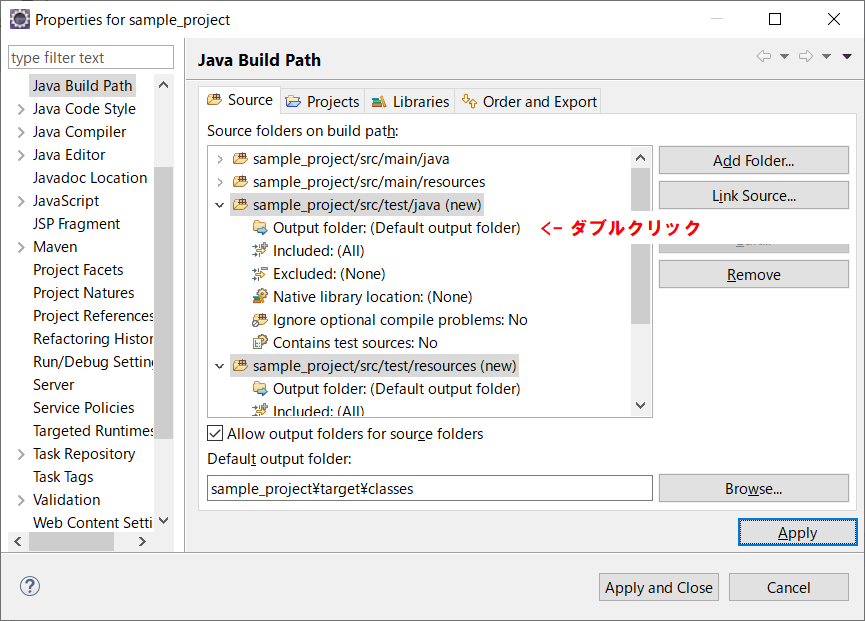 Properties for sample_project
type filter text
Java Build Path
Java Code Style
Java Compiler
Java Editor
Javadoc Location
JavaScript
JSP Fragment
Maven
Project Facets
Project Natures
Project References
Refactoring Histor
Run/Debug Setting
Server
Service Policies
Targeted Runtimes
Task Repository
Task Tags
Validation
Web Content Setti
Java Build Path
Source
Projects
Libraries
Order and Export
Source folders on build path:
sample_project/src/main/java
sample_project/src/main/resources
sample_project/src/test/java (new)
Output folder: (Default output folder)
<- ダブルクリック
Included: (All)
Excluded: (None)
Native library location: (None)
Ignore optional compile problems: No
Contains test sources: No
sample_project/src/test/resources (new)
Output folder: (Default output folder)
Included: (All)
Add Folder...
Link Source...
Remove
Allow output folders for source folders
Default output folder:
sample_project¥target¥classes
Browse...
Apply
Apply and Close
Cancel